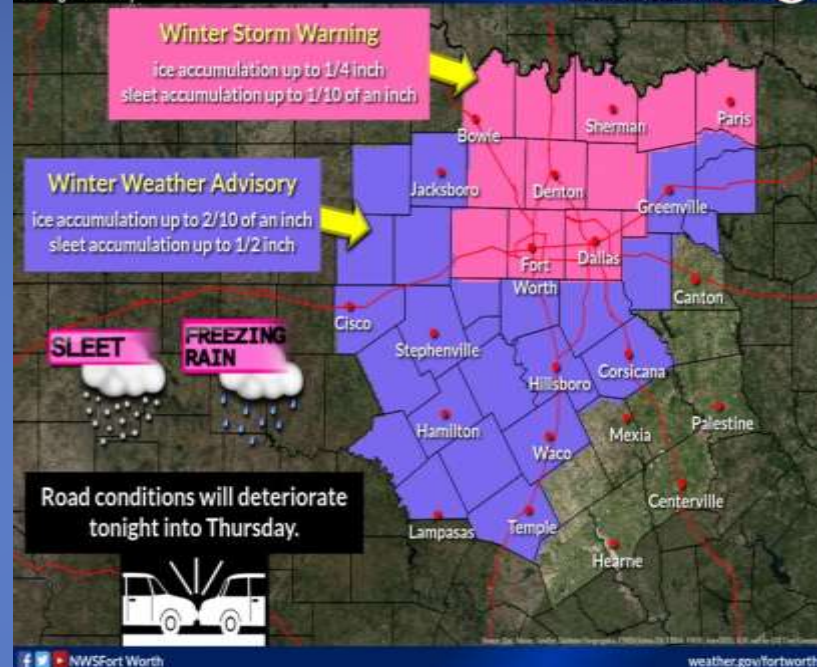 Winter Storm Warning
ice accumulation up to 1/4 inch
sleet accumulation up to 1/10 of an inch
Winter Weather Advisory
ice accumulation up to 2/10 of an inch
sleet accumulation up to 1/2 inch
Bowie
Sherman
Paris
Jacksboro
Denton
Greenville
Fort
Worth
Dallas
Canton
Cisco
Stephenville
Hillsboro
Corsicana
Hamilton
Waco
Mexia
Palestine
Centerville
Lampasas
Temple
Hearne
SLEET
FREEZING
RAIN
Road conditions will deteriorate
tonight into Thursday.
NWSFort Worth
weather.gov/fortworth